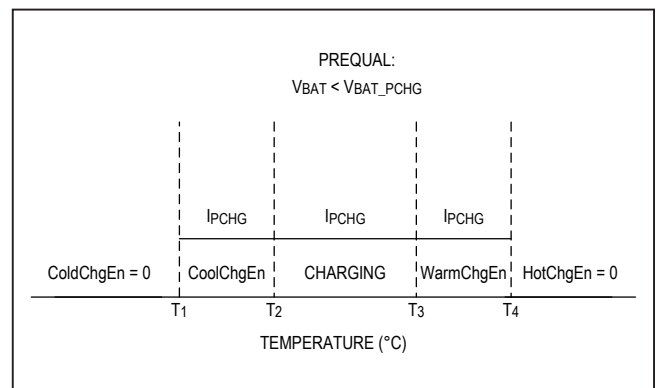 PREQUAL:
VBAT < VBAT_PCHG
IPCHG IPCHG IPCHG
ColdChgEn = 0 CoolChgEn CHARGING WarmChgEn HotChgEn = 0
T1 T2 T3 T4
TEMPERATURE (°C)